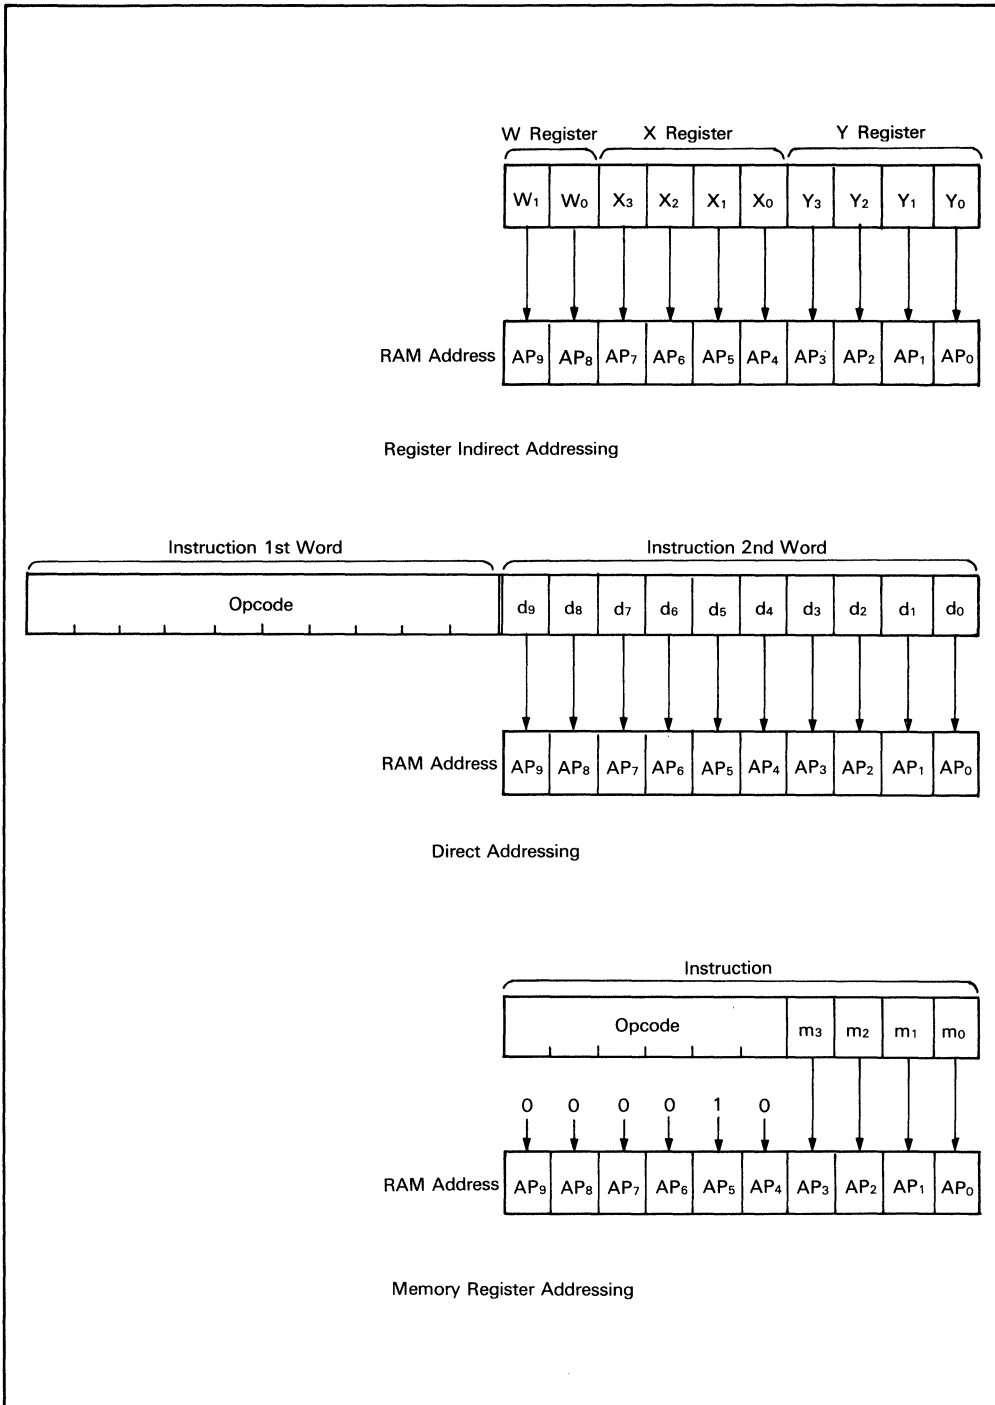 W Register X Register Y Register
W₁ W₀ X₃ X₂ X₁ X₀ Y₃ Y₂ Y₁ Y₀
RAM Address AP₉ AP₈ AP₇ AP₆ AP₅ AP₄ AP₃ AP₂ AP₁ AP₀
Register Indirect Addressing
Instruction 1st Word Instruction 2nd Word
Opcode d₉ d₈ d₇ d₆ d₅ d₄ d₃ d₂ d₁ d₀
RAM Address AP₉ AP₈ AP₇ AP₆ AP₅ AP₄ AP₃ AP₂ AP₁ AP₀
Direct Addressing
Instruction
Opcode m₃ m₂ m₁ m₀
0 0 0 0 1 0
RAM Address AP₉ AP₈ AP₇ AP₆ AP₅ AP₄ AP₃ AP₂ AP₁ AP₀
Memory Register Addressing